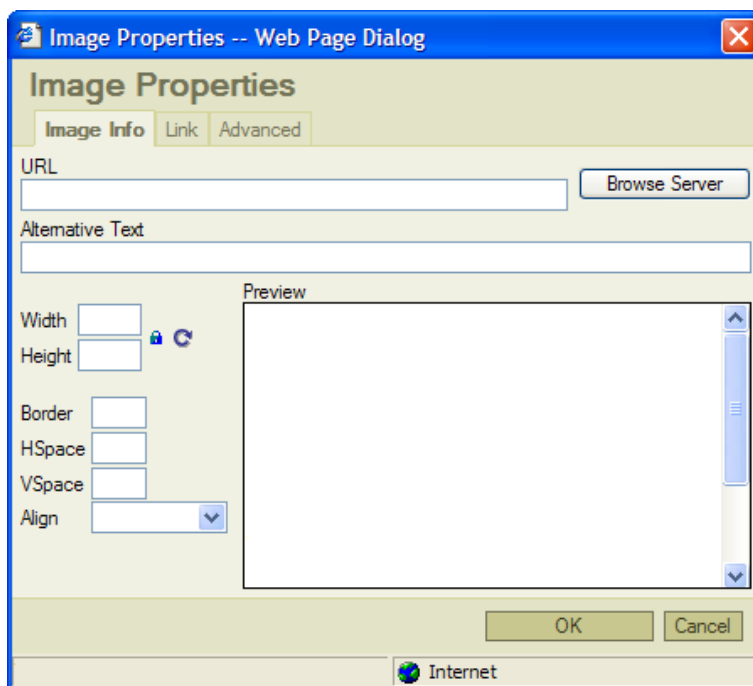 Image Properties -- Web Page Dialog
Image Properties
Image Info Link Advanced
URL
Browse Server
Alternative Text
Preview
Width
Height
Border
HSpace
VSpace
Align
OK Cancel
Internet